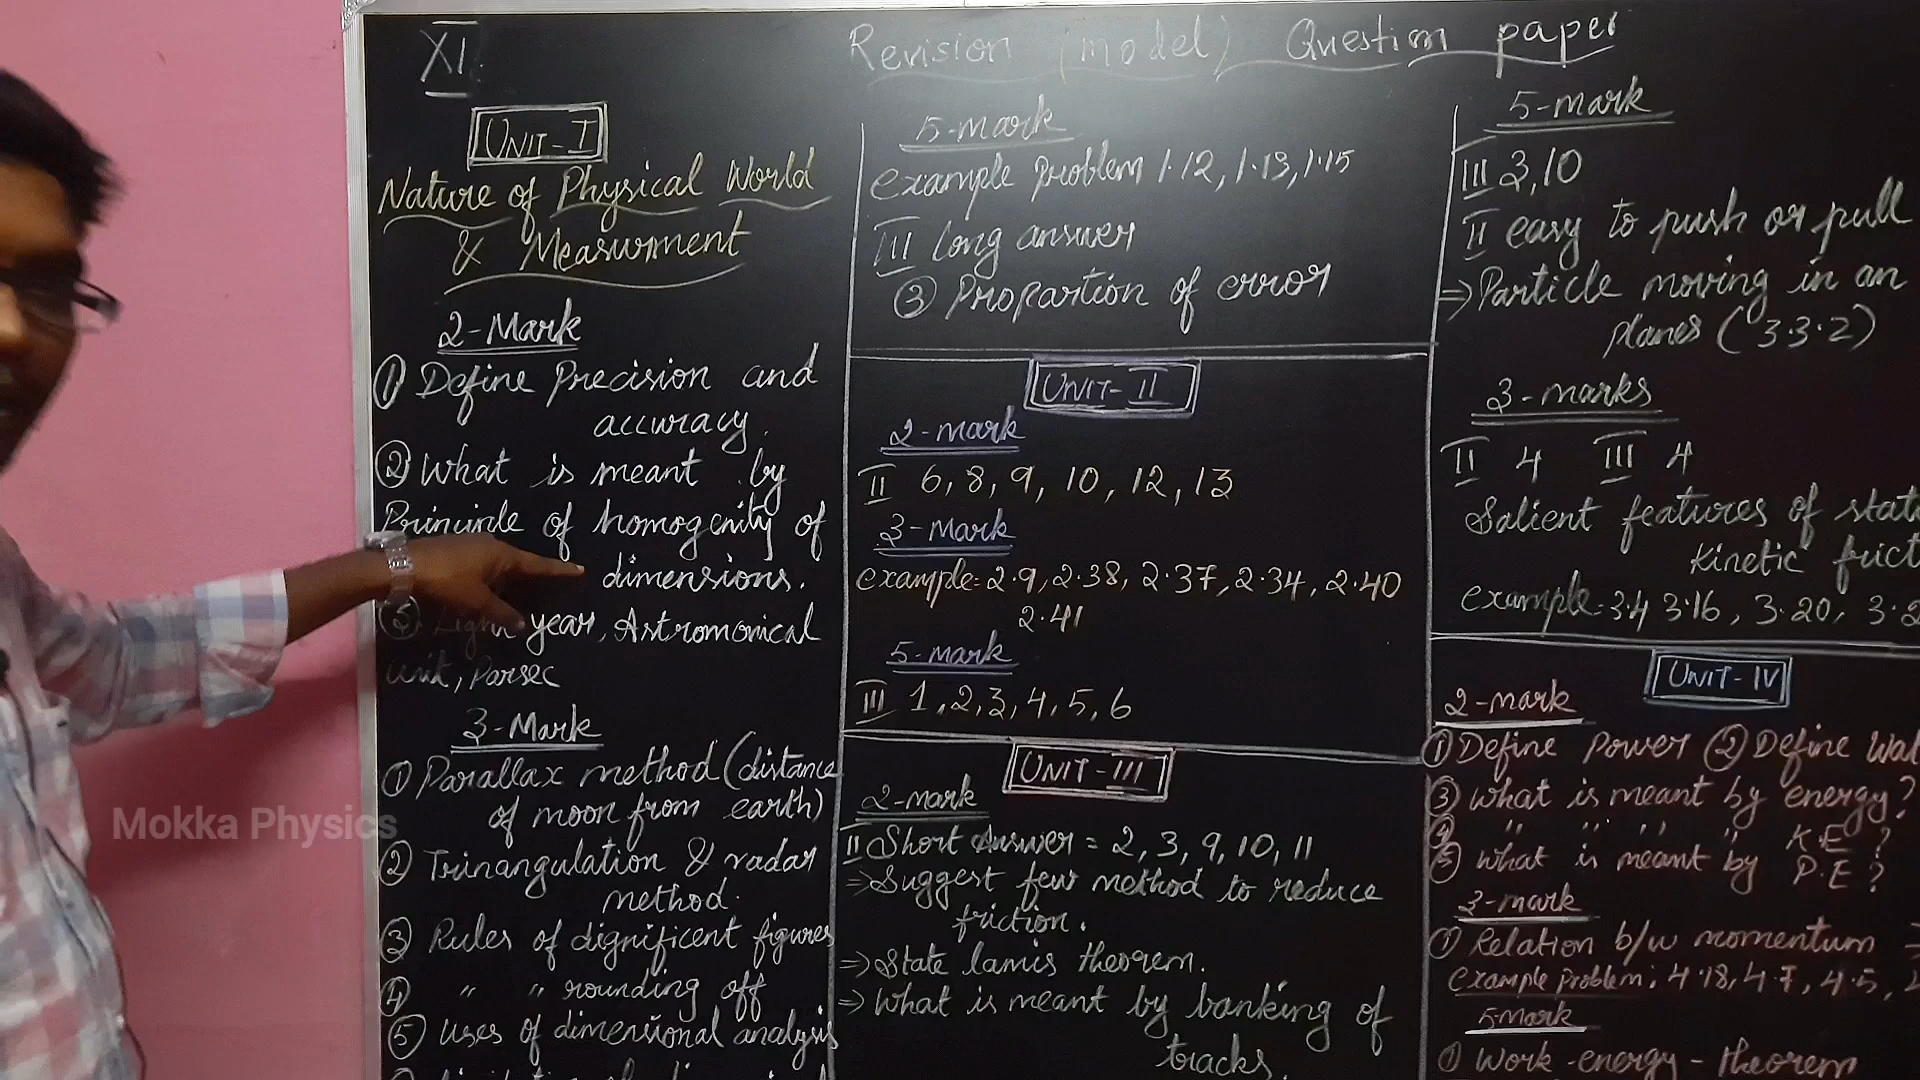 XI
Revision (model) Question paper
UNIT-I
Nature of Physical World
& Measurment
2-Mark
① Define Precision and
accuracy.
② What is meant by
Principle of homogenity of
dimensions.
year, Astromonical
unit, Parsec
3-Mark
① Parallax method (distance
of moon from earth)
② Trinangulation & radar
method.
③ Rules of dignificent figures
④ " " rounding off
⑤ Uses of dimensional analysis
5-mark
example problem 1.12, 1.13, 1.15
III long answer
③ Propartion of error
UNIT-II
2-mark
II 6, 8, 9, 10, 12, 13
3-mark
example: 2.9, 2.38, 2.37, 2.34, 2.40
2.41
5-mark
III 1, 2, 3, 4, 5, 6
UNIT-III
2-mark
II Short answer = 2, 3, 9, 10, 11
⇒ Suggest few method to reduce
friction.
⇒ State lamis theorem.
⇒ What is meant by banking of
tracks.
5-mark
III 3, 10
II easy to push or pull
⇒ Particle moving in an
planes (3.3.2)
3-marks
II 4 III 4
Salient features of stat
kinetic frict
example: 3.4 3.16, 3.20, 3.2
UNIT-IV
2-mark
① Define Power ② Define Wat
③ What is meant by energy?
④ " " " " K.E ?
⑤ What is meant by P.E ?
3-mark
① Relation b/w momentum
example problem: 4.18, 4.7, 4.5,
5mark
① Work-energy-theorem
Mokka Physics